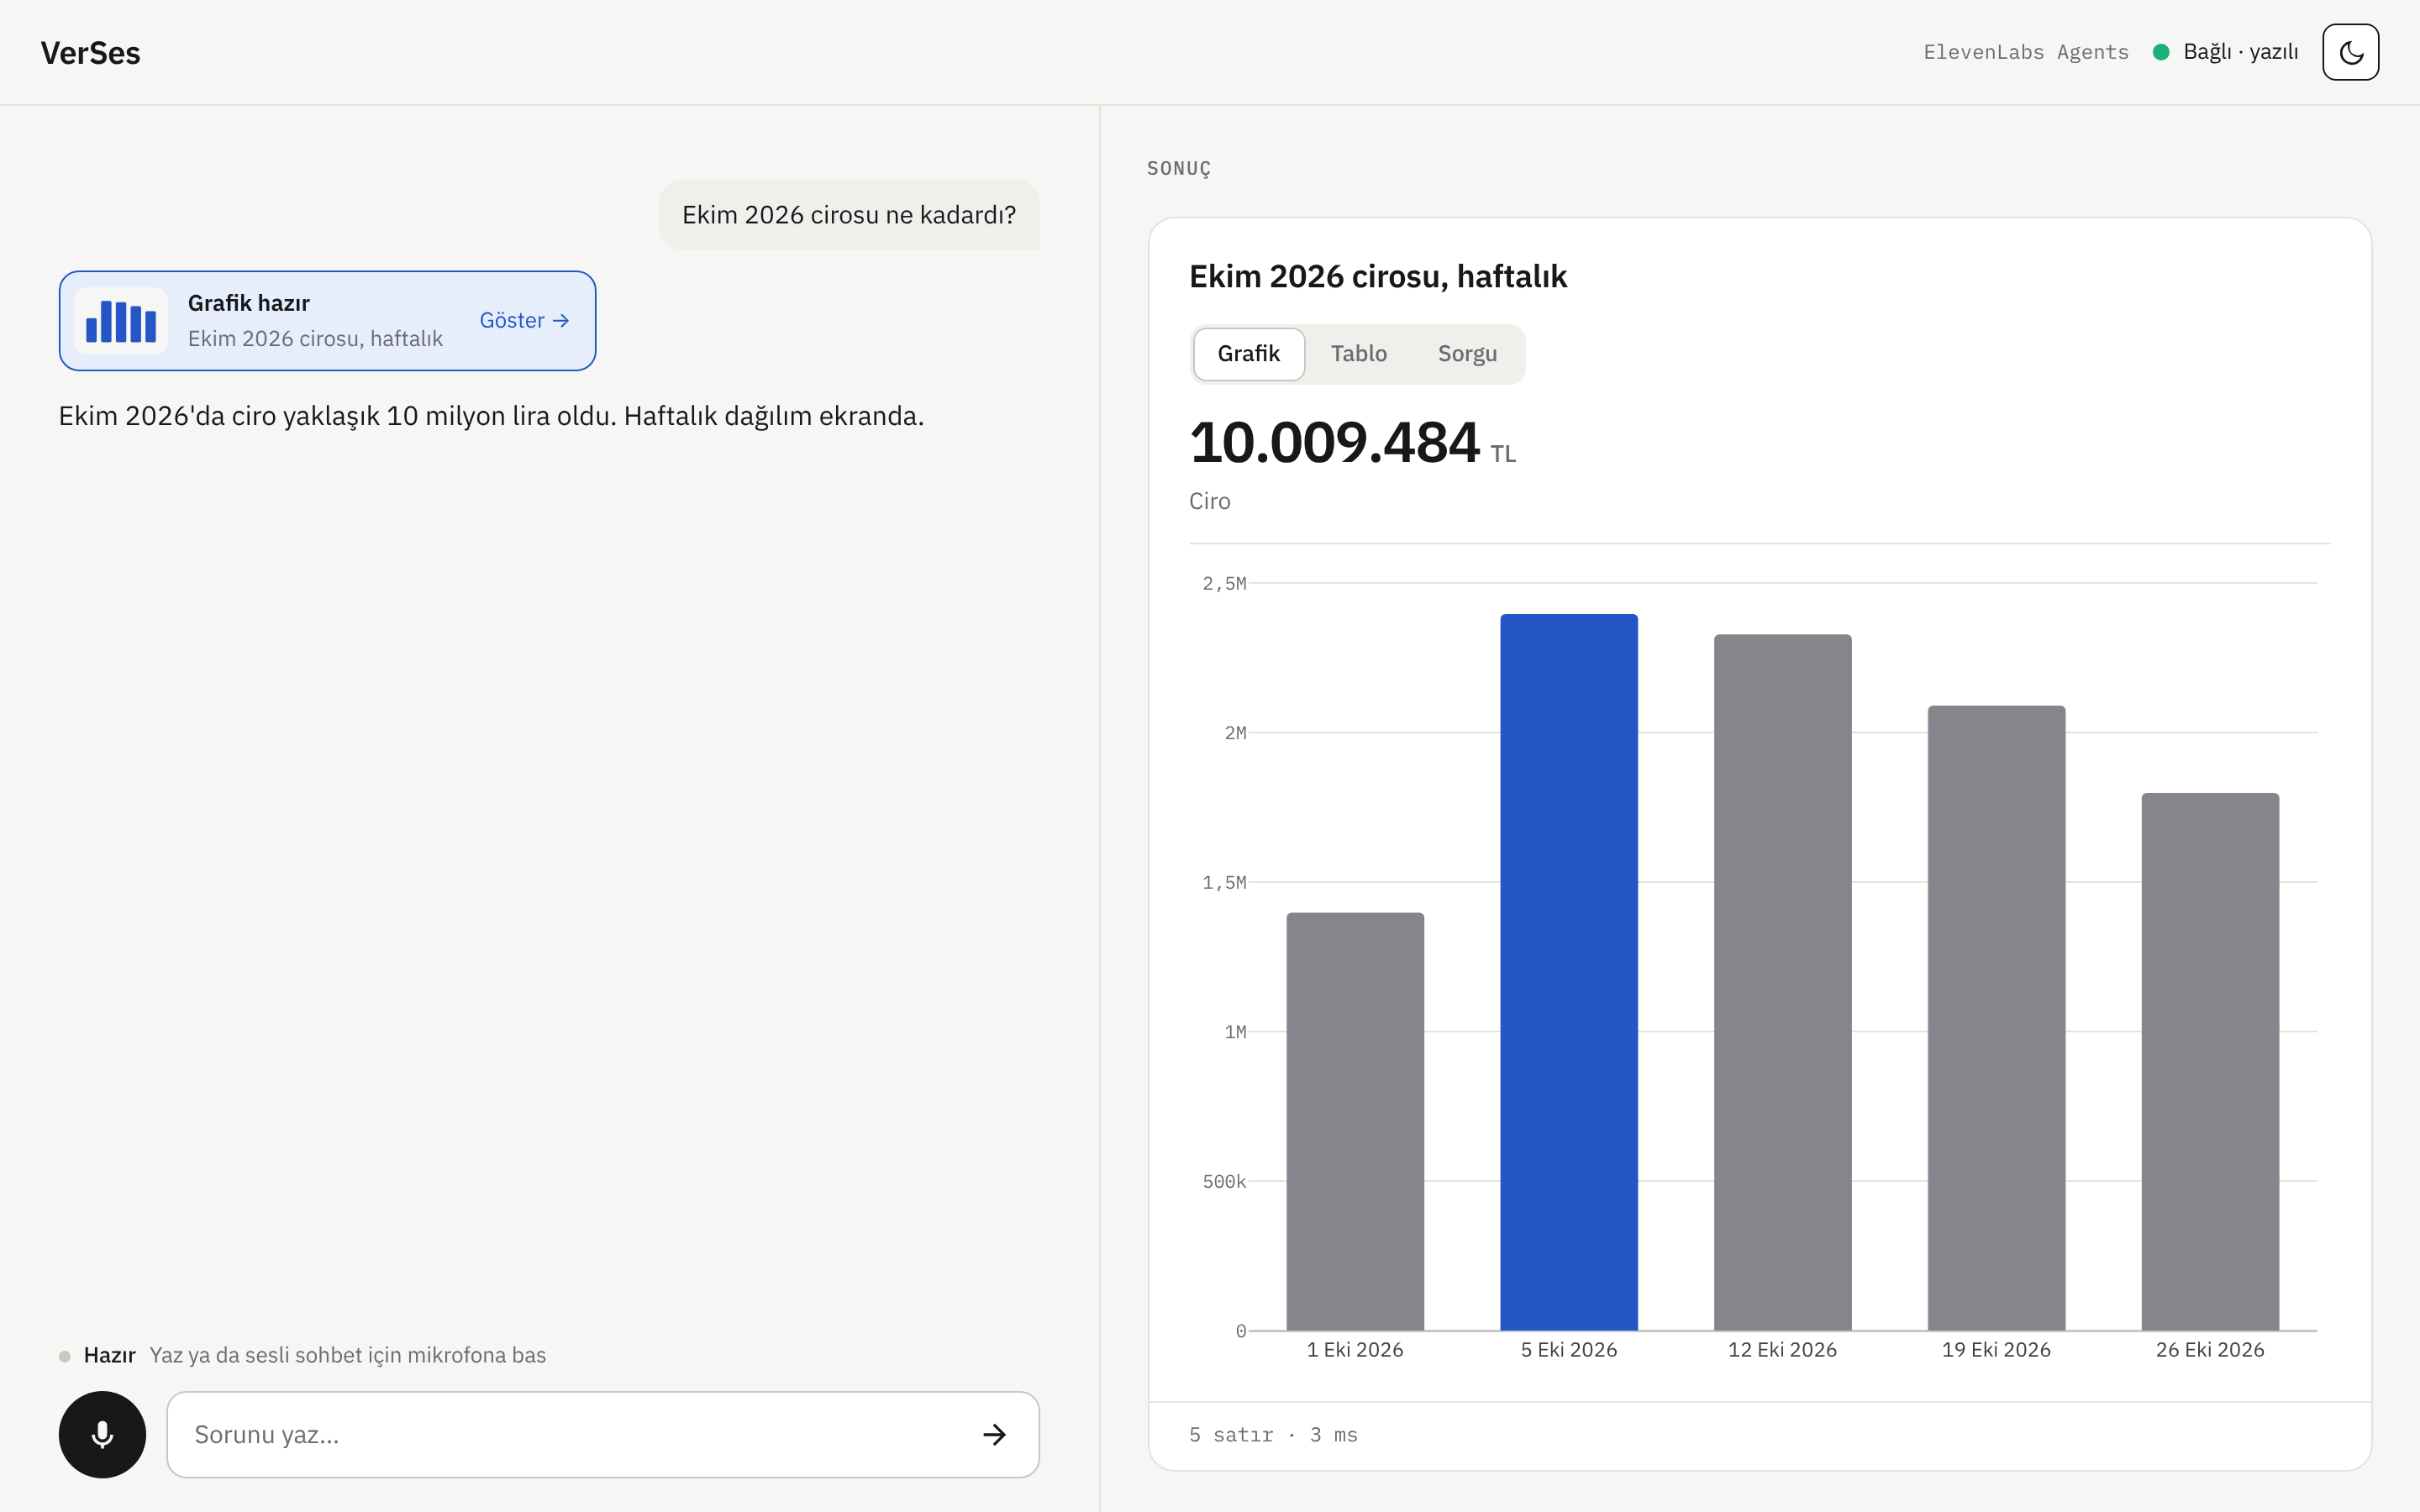 VerSes
ElevenLabs Agents
Bağlı · yazılı
Ekim 2026 cirosu ne kadardı?
Grafik hazır
Ekim 2026 cirosu, haftalık
Göster →
Ekim 2026'da ciro yaklaşık 10 milyon lira oldu. Haftalık dağılım ekranda.
Hazır Yaz ya da sesli sohbet için mikrofona bas
Sorunu yaz...
SONUÇ
Ekim 2026 cirosu, haftalık
Grafik Tablo Sorgu
10.009.484 TL
Ciro
2,5M
2M
1,5M
1M
500k
0
1 Eki 2026 5 Eki 2026 12 Eki 2026 19 Eki 2026 26 Eki 2026
5 satır · 3 ms